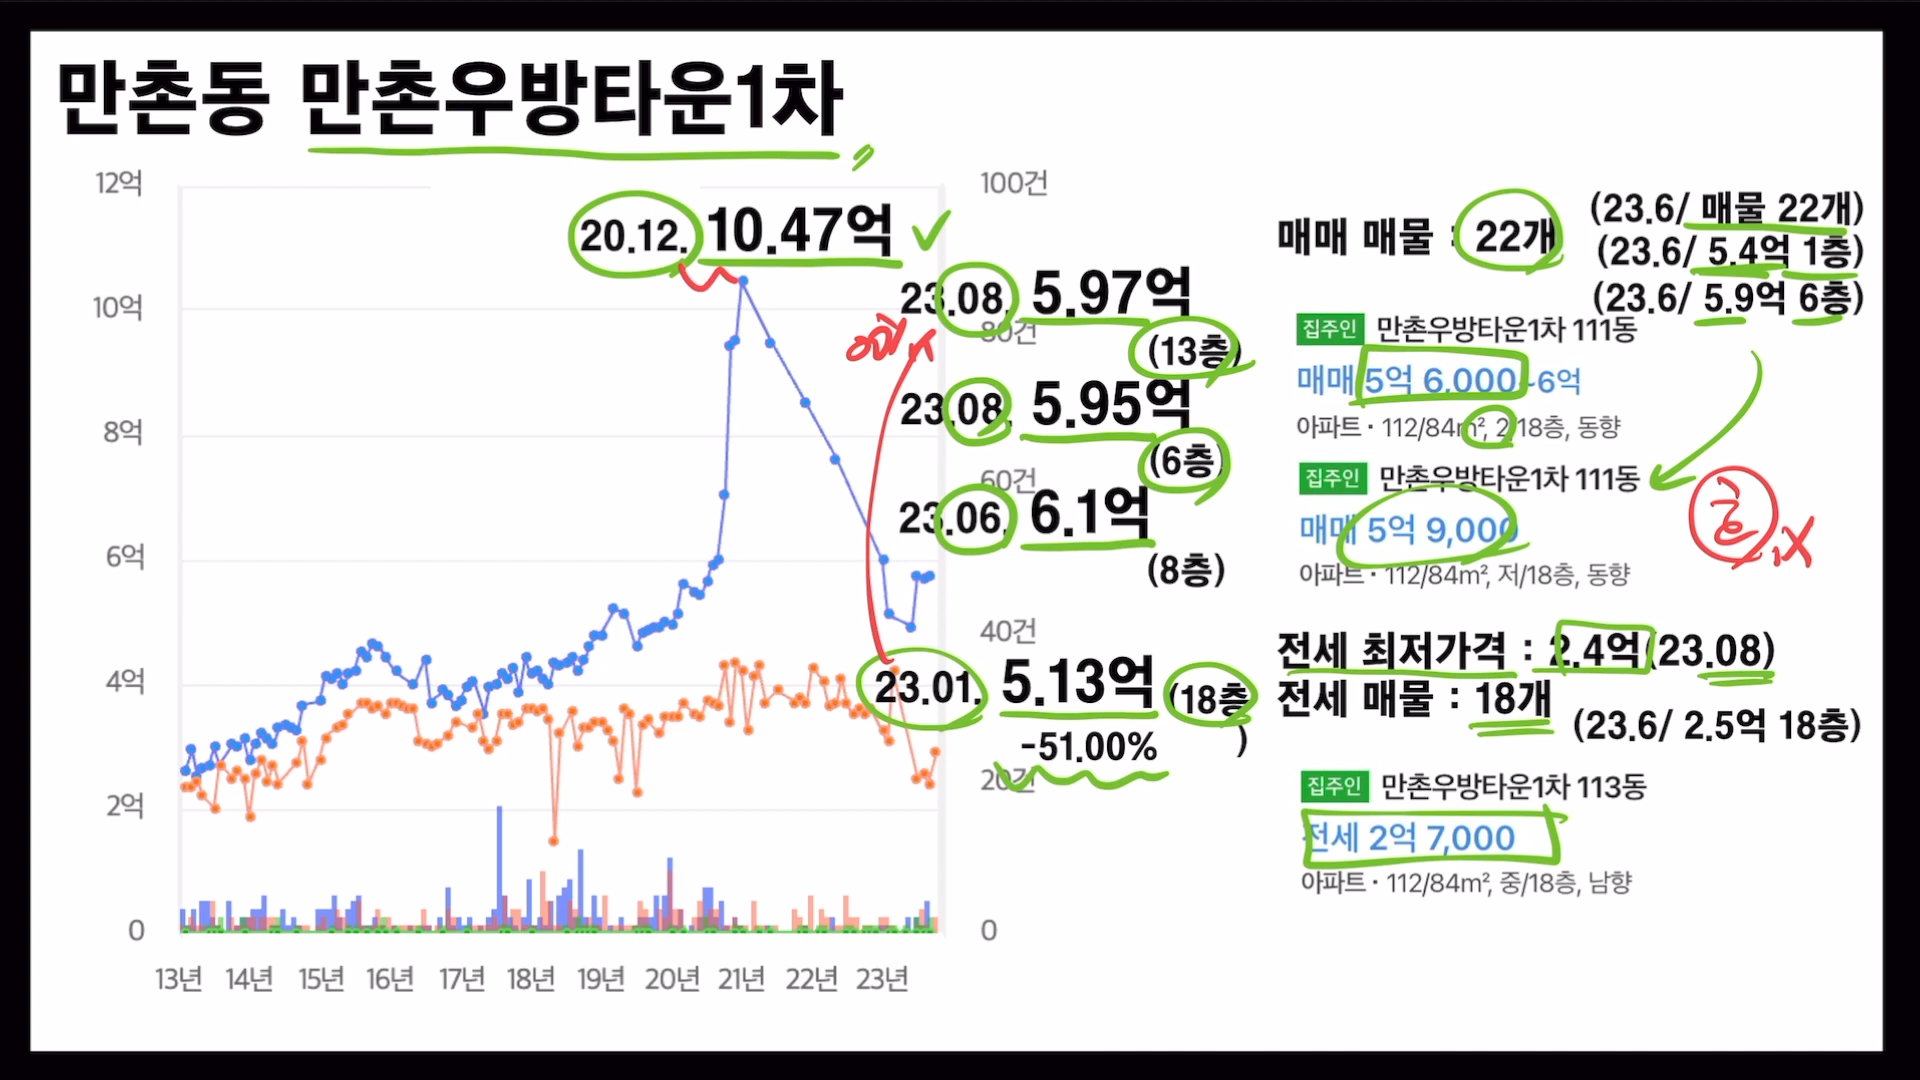 만촌동 만촌우방타운1차
12억
10억
8억
6억
4억
2억
0
100건
80건
60건
40건
20건
0
13년 14년 15년 16년 17년 18년 19년 20년 21년 22년 23년
20.12. 10.47억
23.08. 5.97억
(13층)
23.08. 5.95억
(6층)
23.06. 6.1억
(8층)
23.01. 5.13억 (18층
)
-51.00%
매매 매물 : 22개
(23.6/ 매물 22개)
(23.6/ 5.4억 1층)
(23.6/ 5.9억 6층)
집주인 만촌우방타운1차 111동
매매 5억 6,000~6억
아파트 · 112/84m², 2/18층, 동향
집주인 만촌우방타운1차 111동
매매 5억 9,000
아파트 · 112/84m², 저/18층, 동향
전세 최저가격 : 2.4억(23.08)
전세 매물 : 18개
(23.6/ 2.5억 18층)
집주인 만촌우방타운1차 113동
전세 2억 7,000
아파트 · 112/84m², 중/18층, 남향